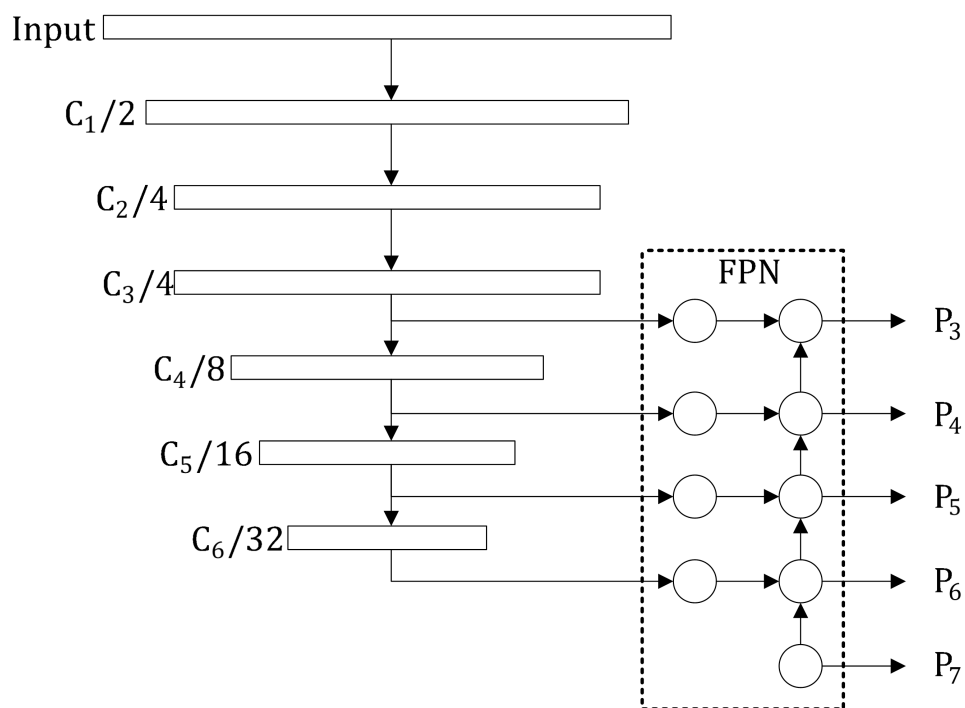 Input
C₁/2
C₂/4
C₃/4
FPN
P₃
C₄/8
P₄
C₅/16
P₅
C₆/32
P₆
P₇